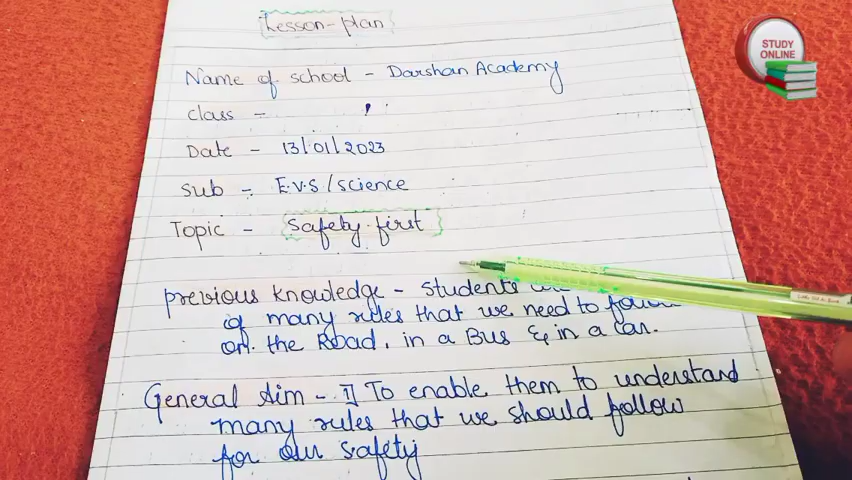 Lesson-plan
STUDY
ONLINE
Name of school - Darshan Academy
class -
Date - 13/01/2023
Sub - E.V.S/science
Topic - Safety first
previous knowledge - students
of many rules that we need to
on the Road, in a Bus & in a car.
General Aim - 1] To enable them to understand
many rules that we should follow
for our safety